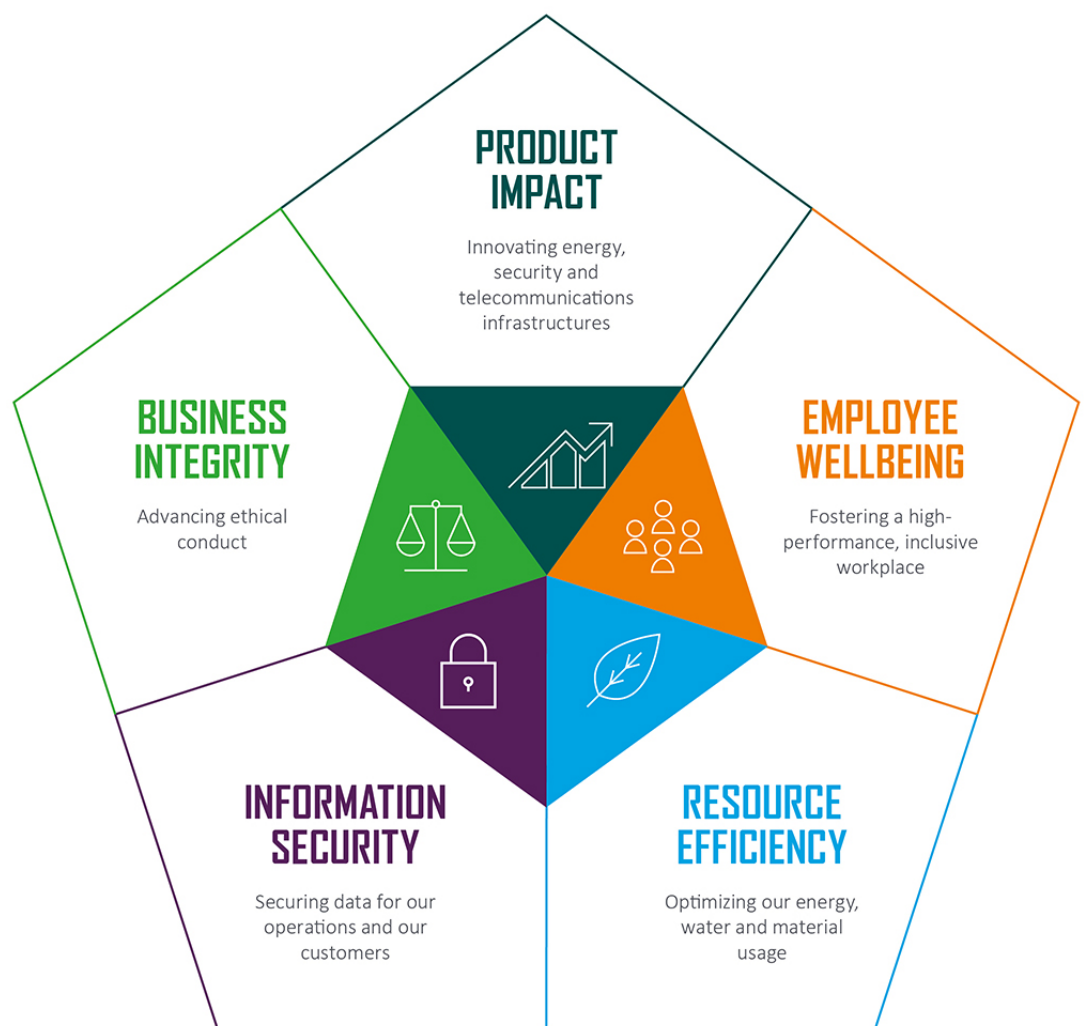 PRODUCT
IMPACT
Innovating energy,
security and
telecommunications
infrastructures
BUSINESS
INTEGRITY
Advancing ethical
conduct
EMPLOYEE
WELLBEING
Fostering a high-
performance, inclusive
workplace
INFORMATION
SECURITY
Securing data for our
operations and our
customers
RESOURCE
EFFICIENCY
Optimizing our energy,
water and material
usage